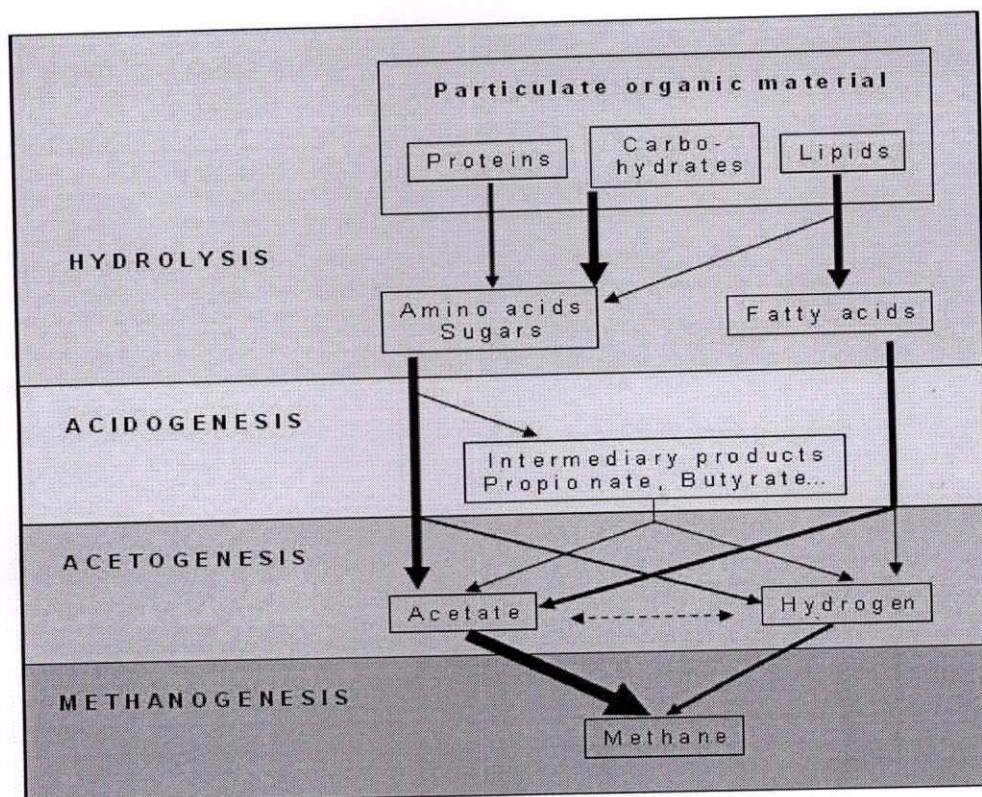 Particulate organic material
Proteins
Carbo-
hydrates
Lipids
HYDROLYSIS
Amino acids
Sugars
Fatty acids
ACIDOGENESIS
Intermediary products
Propionate, Butyrate...
ACETOGENESIS
Acetate
Hydrogen
METHANOGENESIS
Methane